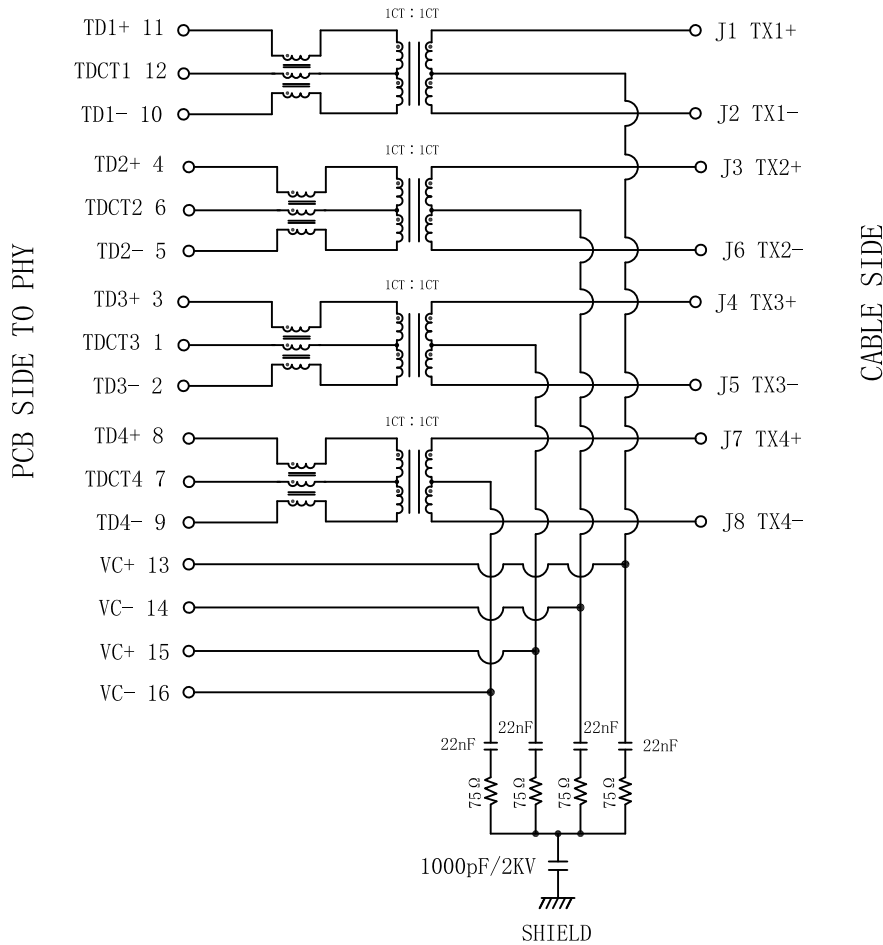 1CT : 1CT
TD1+ 11
J1 TX1+
TDCT1 12
TD1- 10
J2 TX1-
1CT : 1CT
TD2+ 4
J3 TX2+
TDCT2 6
TD2- 5
J6 TX2-
1CT : 1CT
TD3+ 3
J4 TX3+
TDCT3 1
TD3- 2
J5 TX3-
1CT : 1CT
TD4+ 8
J7 TX4+
TDCT4 7
TD4- 9
J8 TX4-
PCB SIDE TO PHY
CABLE SIDE
VC+ 13
VC- 14
VC+ 15
VC- 16
22nF
22nF
22nF
22nF
75Ω
75Ω
75Ω
75Ω
1000pF/2KV
SHIELD